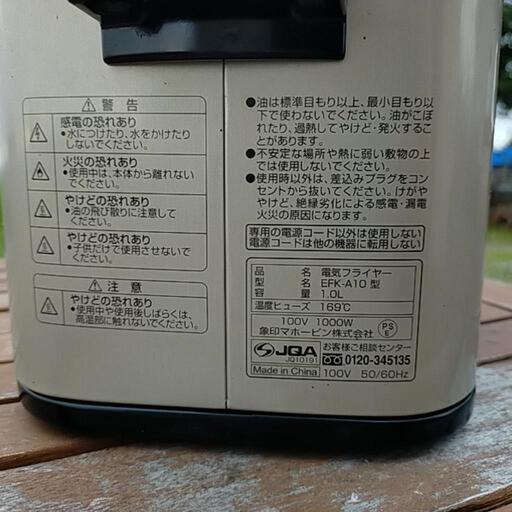 ⚠ 警告
感電の恐れあり
●水につけたり、水をかけたり
しないでください。
火災の恐れあり
●使用中は、本体から離れない
でください。
やけどの恐れあり
●油の飛び散りに注意して
ください。
やけどの恐れあり
●子供だけで使用させないで
ください。
⚠ 注意
やけどの恐れあり
●使用中や使用後しばらくは、
高温部に触れないでください。
●油は標準目もり以上、最小目もり以
下で使わないでください。油がこぼ
れたり、過熱してやけど・発火するこ
とがあります。
●不安定な場所や熱に弱い敷物の上
では使用しないでください。
●使用時以外は、差込みプラグをコン
セントから抜いてください。けがや
やけど、絶縁劣化による感電・漏電
火災の原因になります。
専用の電源コード以外は使用しない
電源コードは他の機器に転用しない
品名 電気フライヤー
型名 EFK-A10 型
容量 1.0L
温度ヒューズ 169℃
100V 1000W
象印マホービン株式会社
PS
E
JQA
JQ10191
お客様ご相談センター
0120-345135
Made in China 100V 50/60Hz